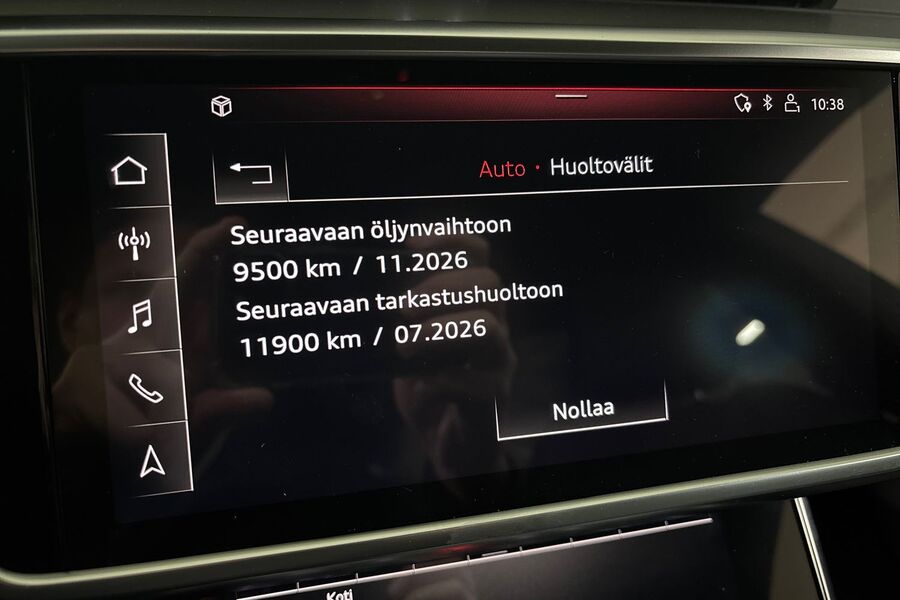 10:38
Auto · Huoltovälit
Seuraavaan öljynvaihtoon
9500 km / 11.2026
Seuraavaan tarkastushuoltoon
11900 km / 07.2026
Nollaa
Koti